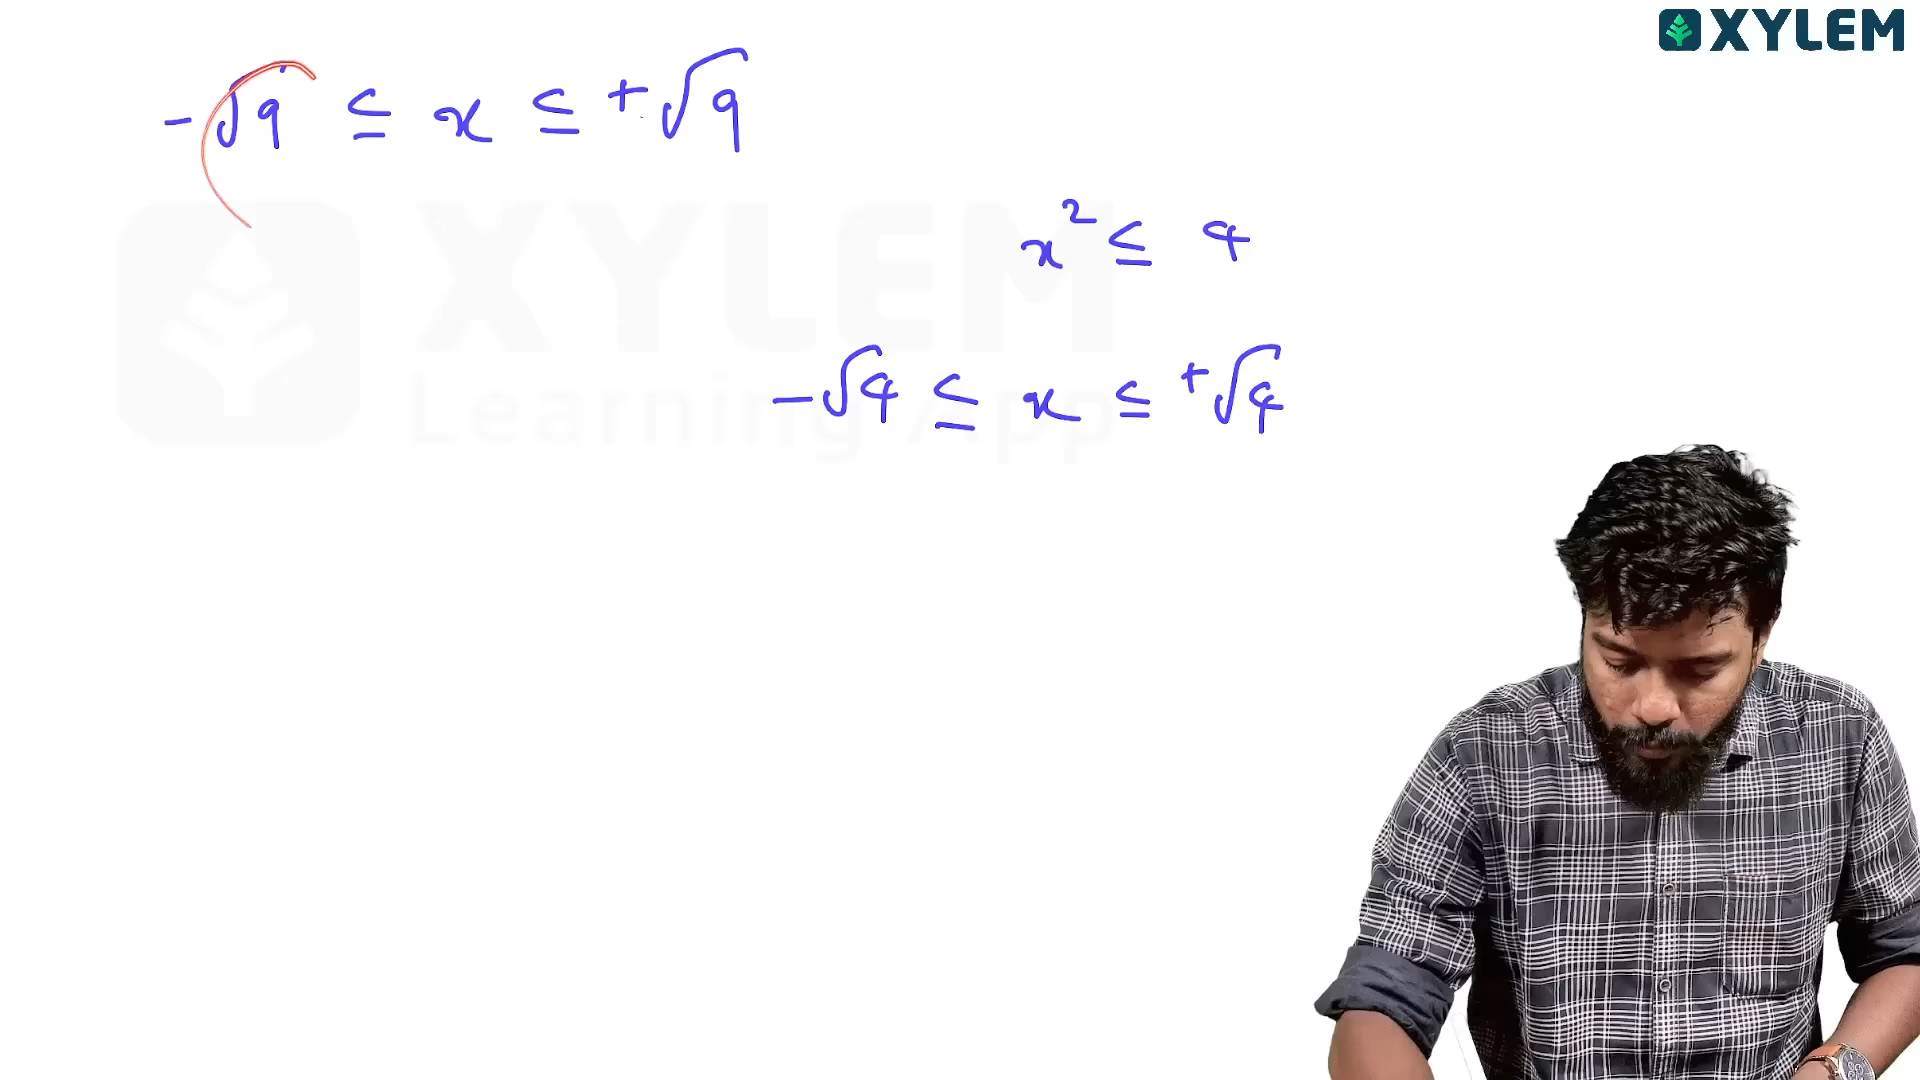 XYLEM
-√9 ≤ x ≤ +√9
x² ≤ 4
-√4 ≤ x ≤ +√4
XYLEM
Learning App